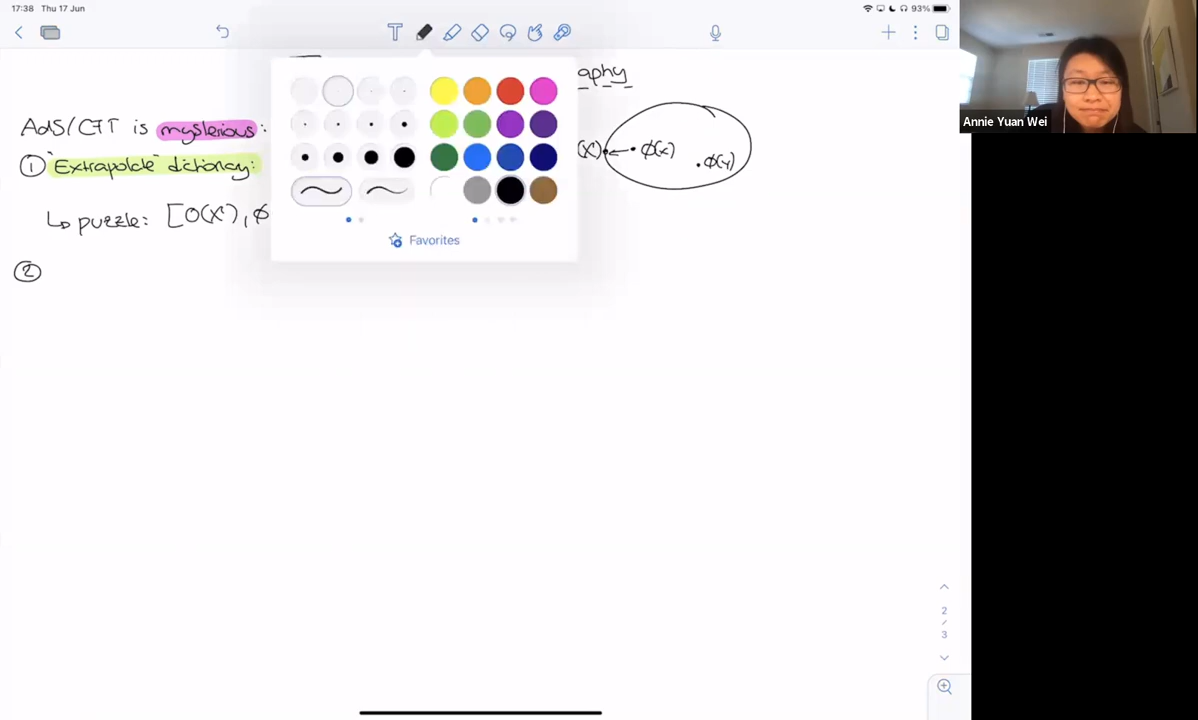 17:38 Thu 17 Jun
93%
aphy
AdS/CFT is mysterious:
① "Extrapolate" dictionary:
(X) ← · φ(x)
· φ(y)
↳ puzzle: [O(X), φ
②
Favorites
Annie Yuan Wei
2
/
3